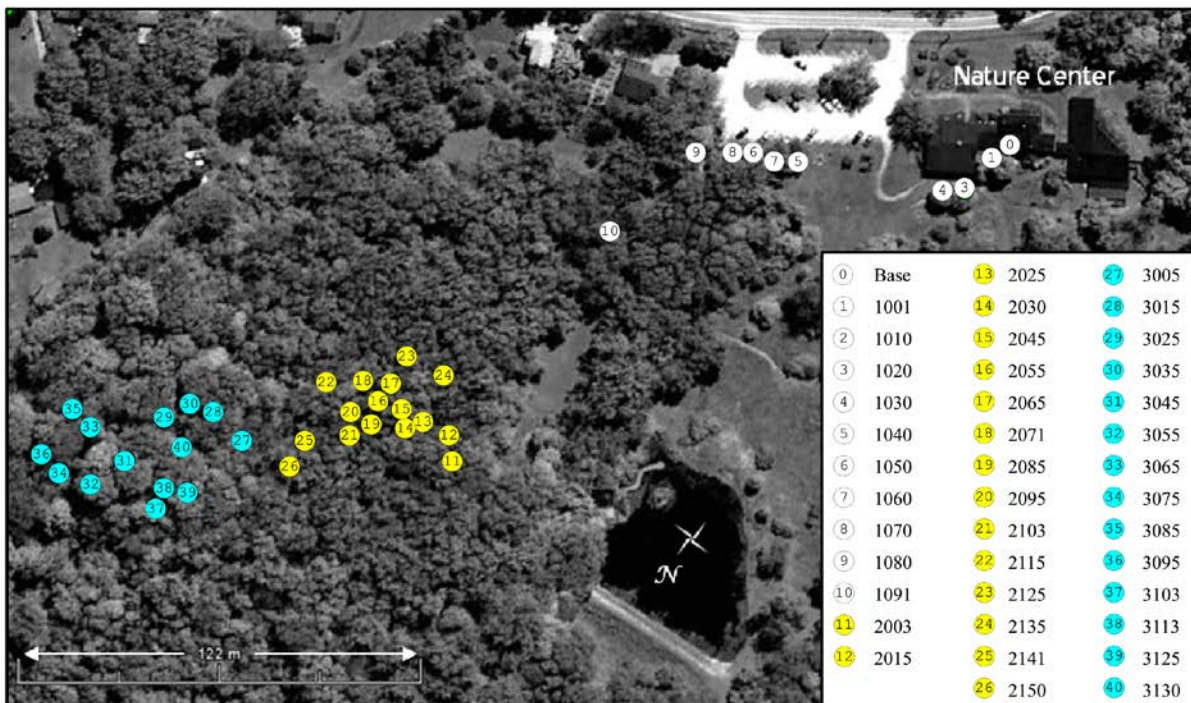 Nature Center
9 8 6 7 5 1 0
4 3
10
23
22 18 17 24
35 30 20 16 15
33 29 28 19 14 13
40 27 25 21 12
36 31 26 11
34 32 38 39
37
N
122 m
0 Base 13 2025 27 3005
1 1001 14 2030 28 3015
2 1010 15 2045 29 3025
3 1020 16 2055 30 3035
4 1030 17 2065 31 3045
5 1040 18 2071 32 3055
6 1050 19 2085 33 3065
7 1060 20 2095 34 3075
8 1070 21 2103 35 3085
9 1080 22 2115 36 3095
10 1091 23 2125 37 3103
11 2003 24 2135 38 3113
12 2015 25 2141 39 3125
26 2150 40 3130